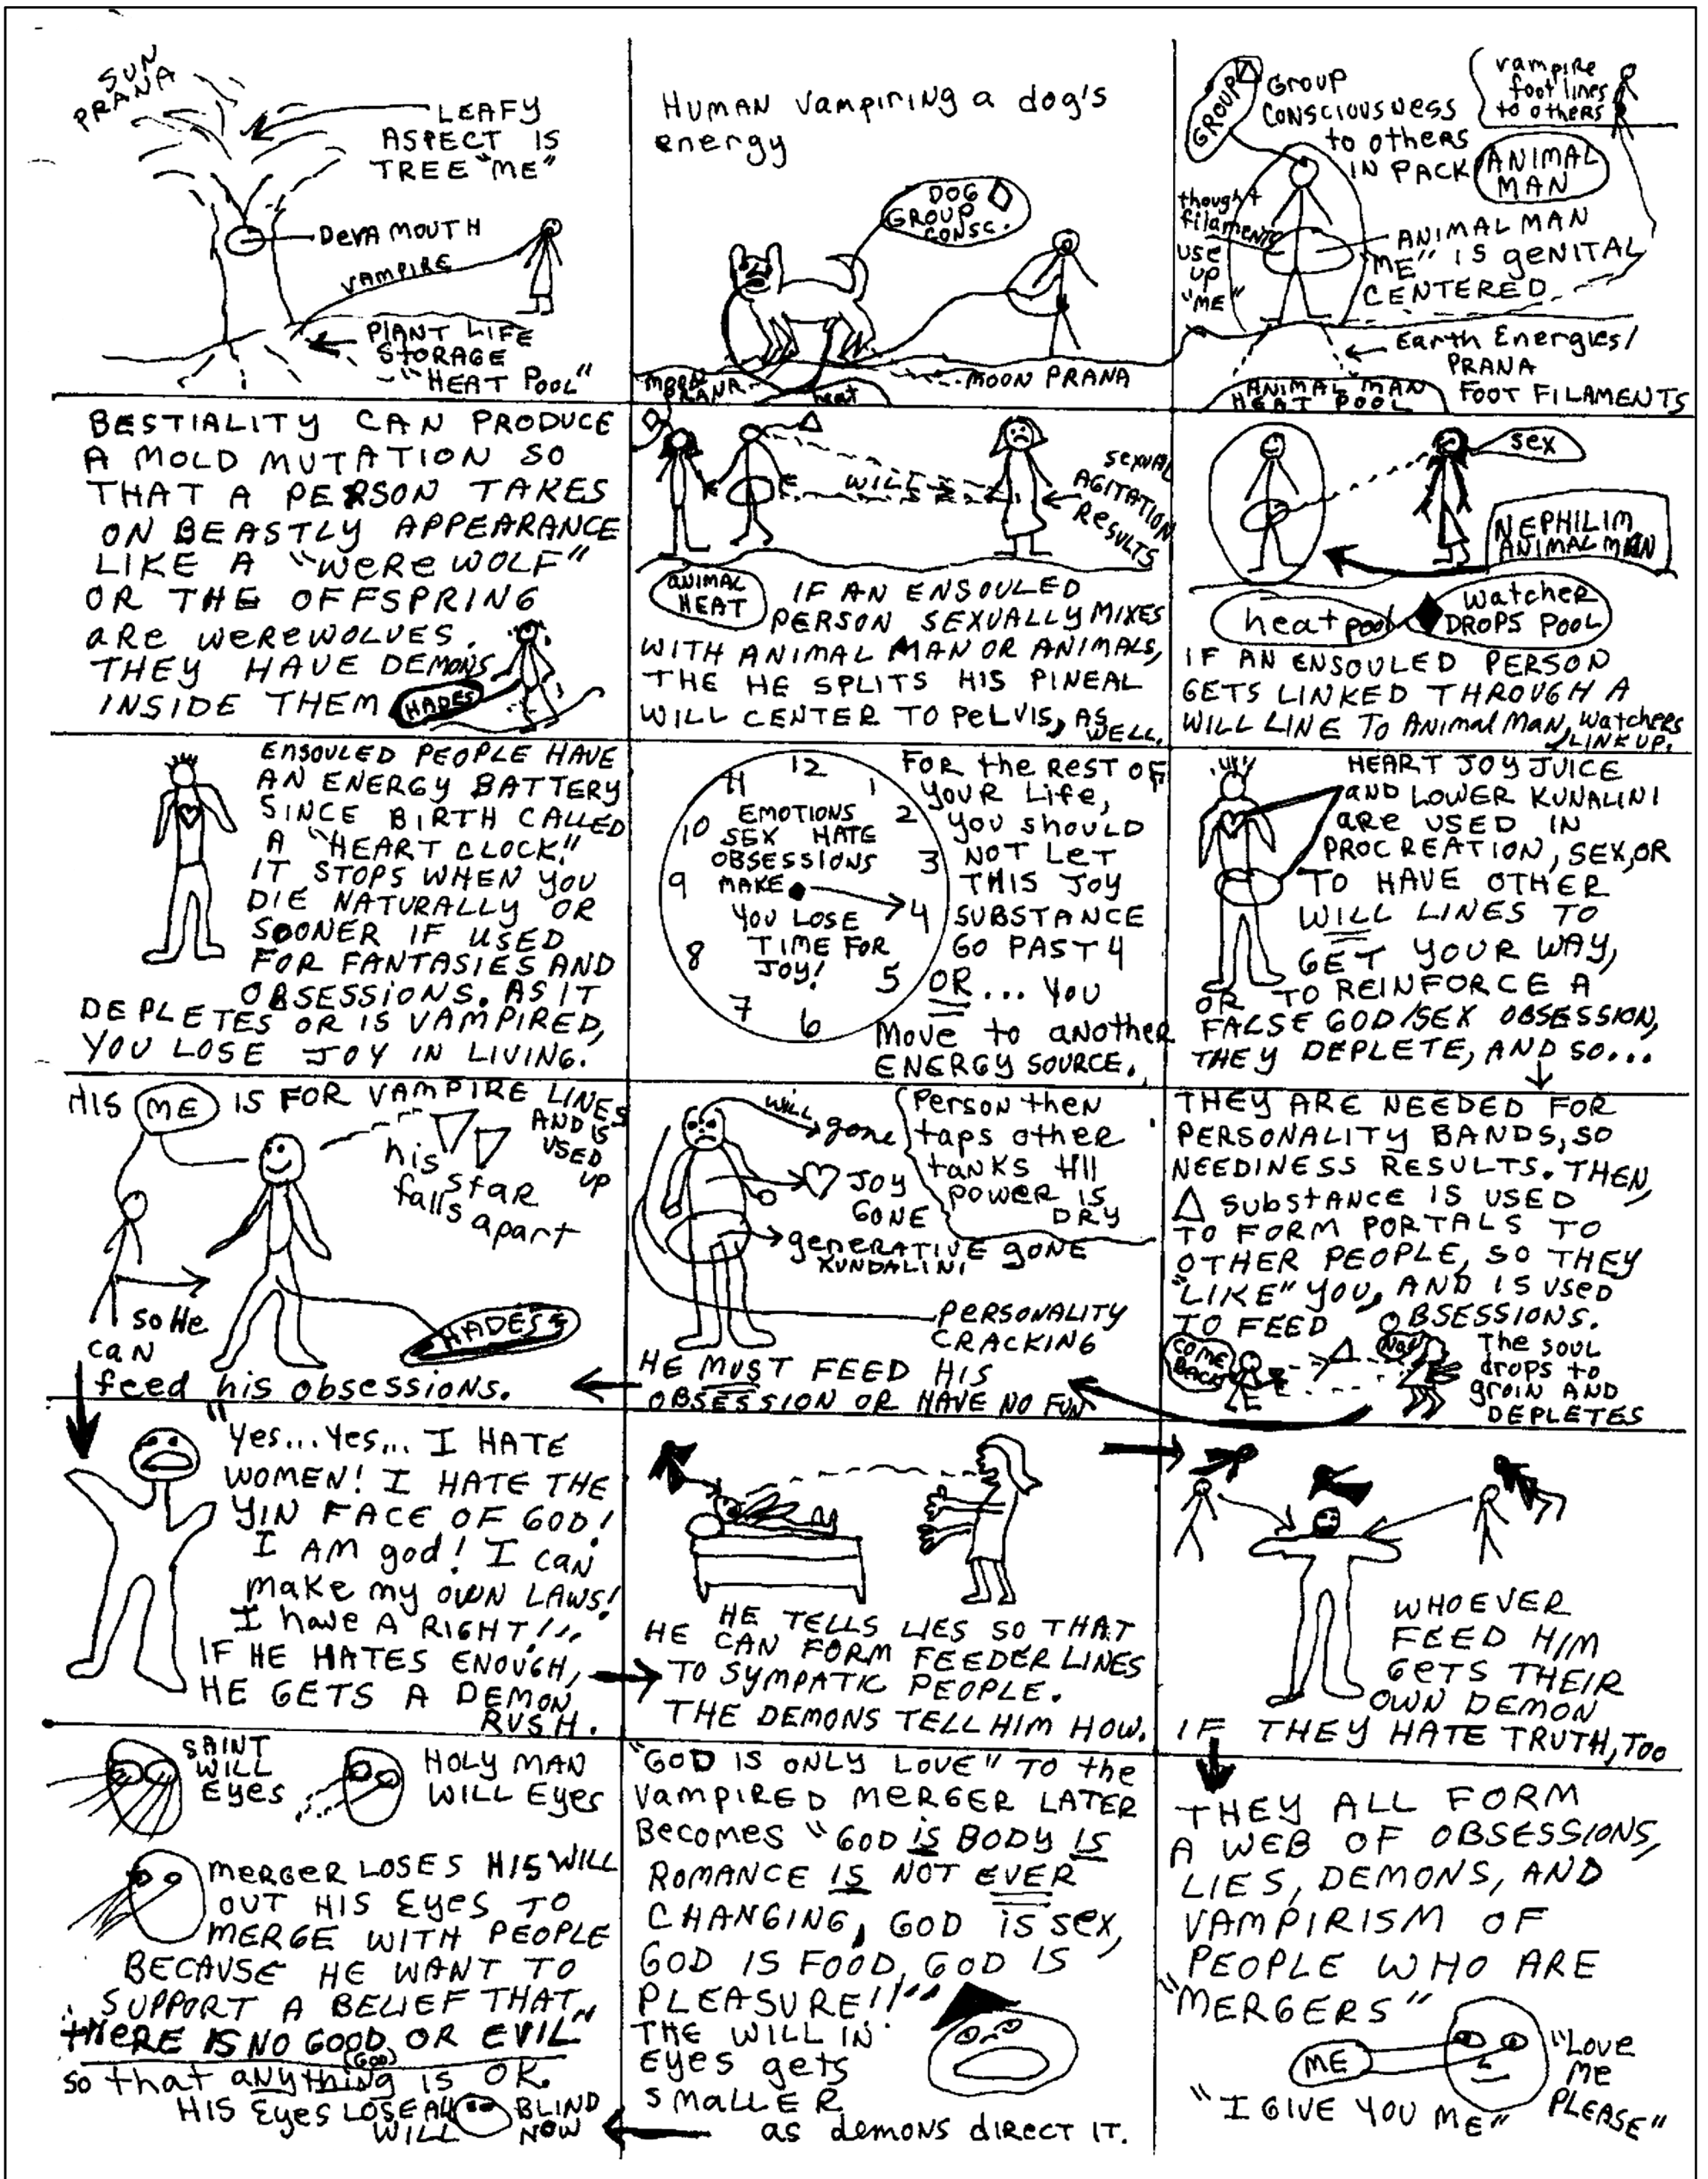 SUN
PRANA
LEAFY
ASPECT IS
TREE "ME"
DEVA MOUTH
VAMPIRE
PLANT LIFE
STORAGE
"HEAT POOL"
HUMAN vampiriNg a dog's
energy
DOG
GROUP
CONSC.
MOON
PRANA
heat
MOON PRANA
GROUP
Group
CONSCIOUSNESS
to others
IN PACK
vampire
foot lines
to others
ANIMAL
MAN
thought
filaments
USE
UP
"ME"
ANIMAL MAN
"ME" IS geNITAL
CENTERED
Earth Energies/
PRANA
FOOT FILAMENTS
ANIMAL MAN
HEAT POOL
BESTIALITY CAN PRODUCE
A MOLD MUTATION SO
THAT A PERSON TAKES
ON BEASTLY APPEARANCE
LIKE A "WeRe WOLF"
OR THE OFFSPRING
aRe WeReWOLVES.
THEY HAVE DEMONS
INSIDE THEM
HADES
WILL
SEXUAL
AGITATION
RESULTS
ANIMAL
HEAT
IF AN ENSOULED
PERSON SEXUALLY MIXES
WITH ANIMAL MAN OR ANIMALS,
THE HE SPLITS HIS PINEAL
WILL CENTER TO PELVIS, AS
WELL.
sex
NEPHILIM
ANIMAL MAN
heat pool
watcher
DROPS POOL
IF AN ENSOULED PERSON
GETS LINKED THROUGH A
WILL LINE TO ANIMAL MAN, Watchers
LINK UP.
ENSOULED PEOPLE HAVE
AN ENERGY BATTERY
SINCE BIRTH CALLED
A "HEART CLOCK!"
IT STOPS WHEN YOU
DIE NATURALLY OR
SOONER IF USED
FOR FANTASIES AND
OBSESSIONS. AS IT
DEPLETES OR IS VAMPIRED,
YOU LOSE JOY IN LIVING.
12
11
1
10
2
9
3
8
4
7
5
6
EMOTIONS
SEX HATE
OBSESSIONS
MAKE
YOU LOSE
TIME FOR
JOY!
FOR the REST OF
YOUR Life,
you should
NOT LeT
THIS JOY
SUBSTANCE
GO PAST 4
OR... YOU
Move to another
ENERGY SOURCE.
HEART JOY JUICE
AND LOWER KUNALINI
aRe USED IN
PROCREATION, SEX, OR
TO HAVE OTHER
WILL LINES TO
GET YOUR WAY,
OR TO REINFORCE A
FALSE GOD/SEX OBSESSION,
THEY DEPLETE, AND SO...
HIS ME IS FOR VAMPIRE LINES
AND IS
USED
UP
his star
falls apart
HADES
so He
can
feed his obsessions.
WILL
gone
Person then
taps other
tanks till
power is
DRY
JOY
GONE
generative gone
KUNDALINI
PERSONALITY
CRACKING
HE MUST FEED HIS
OBSESSION OR HAVE NO FUN
THEY ARE NEEDED FOR
PERSONALITY BANDS, SO
NEEDINESS RESULTS. THEN,
△ SUBSTANCE IS USED
TO FORM PORTALS TO
OTHER PEOPLE, SO THEY
"LIKE" YOU, AND IS USED
TO FEED OBSESSIONS.
COME
BACK
NO!
The soul
drops to
groin AND
DEPLETES
"Yes...Yes... I HATE
WOMEN! I HATE THE
YIN FACE OF GOD!
I AM god! I can
make my OWN LAWS!
I have A RIGHT!"
IF HE HATES ENOUGH,
HE GETS A DEMON
RUSH.
HE TELLS LIES SO THAT
HE CAN FORM FEEDER LINES
TO SYMPATIC PEOPLE.
THE DEMONS TELL HIM HOW.
WHOEVER
FEED HIM
GETS THEIR
OWN DEMON
IF THEY HATE TRUTH, TOO
SAINT
WILL
Eyes
HOLY MAN
WILL Eyes
MERGER LOSES HIS WILL
OUT HIS EYES TO
MERGE WITH PEOPLE
BECAUSE HE WANT TO
SUPPORT A BELIEF THAT
"THERE IS NO GOOD OR EVIL"
(GOD)
so that anything is OK.
HIS Eyes LOSE All
WILL
BLIND
NOW
"GOD IS ONLY LOVE" TO the
VAMPIRED MERGER LATER
Becomes "GOD IS BODY IS
ROMANCE IS NOT EVER
CHANGING, GOD IS SEX,
GOD IS FOOD, GOD IS
PLEASURE!!"
THE WILL IN
Eyes gets
SMALLER
as demons direct IT.
THEY ALL FORM
A WEB OF OBSESSIONS,
LIES, DEMONS, AND
VAMPIRISM OF
PEOPLE WHO ARE
"MERGERS"
ME
"Love
Me
PLEASE"
"I GIVE YOU ME"